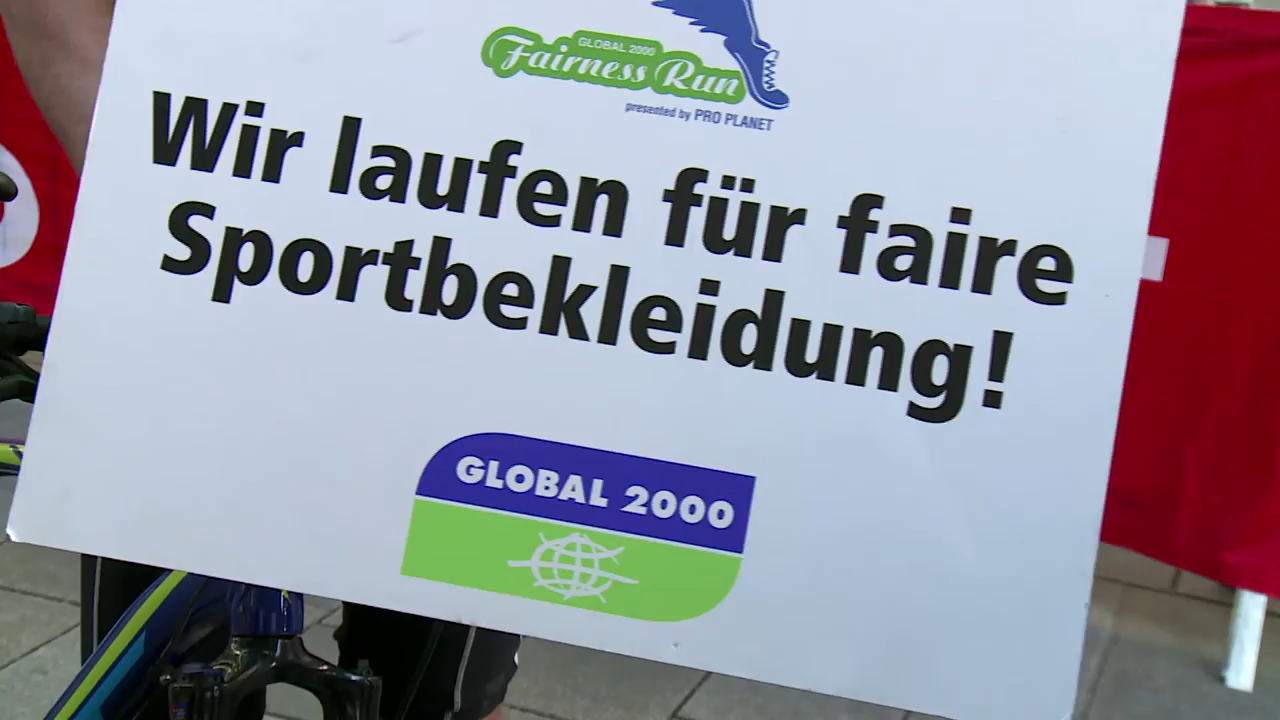 GLOBAL 2000
Fairness Run
presented by PRO PLANET
Wir laufen für faire
Sportbekleidung!
GLOBAL 2000